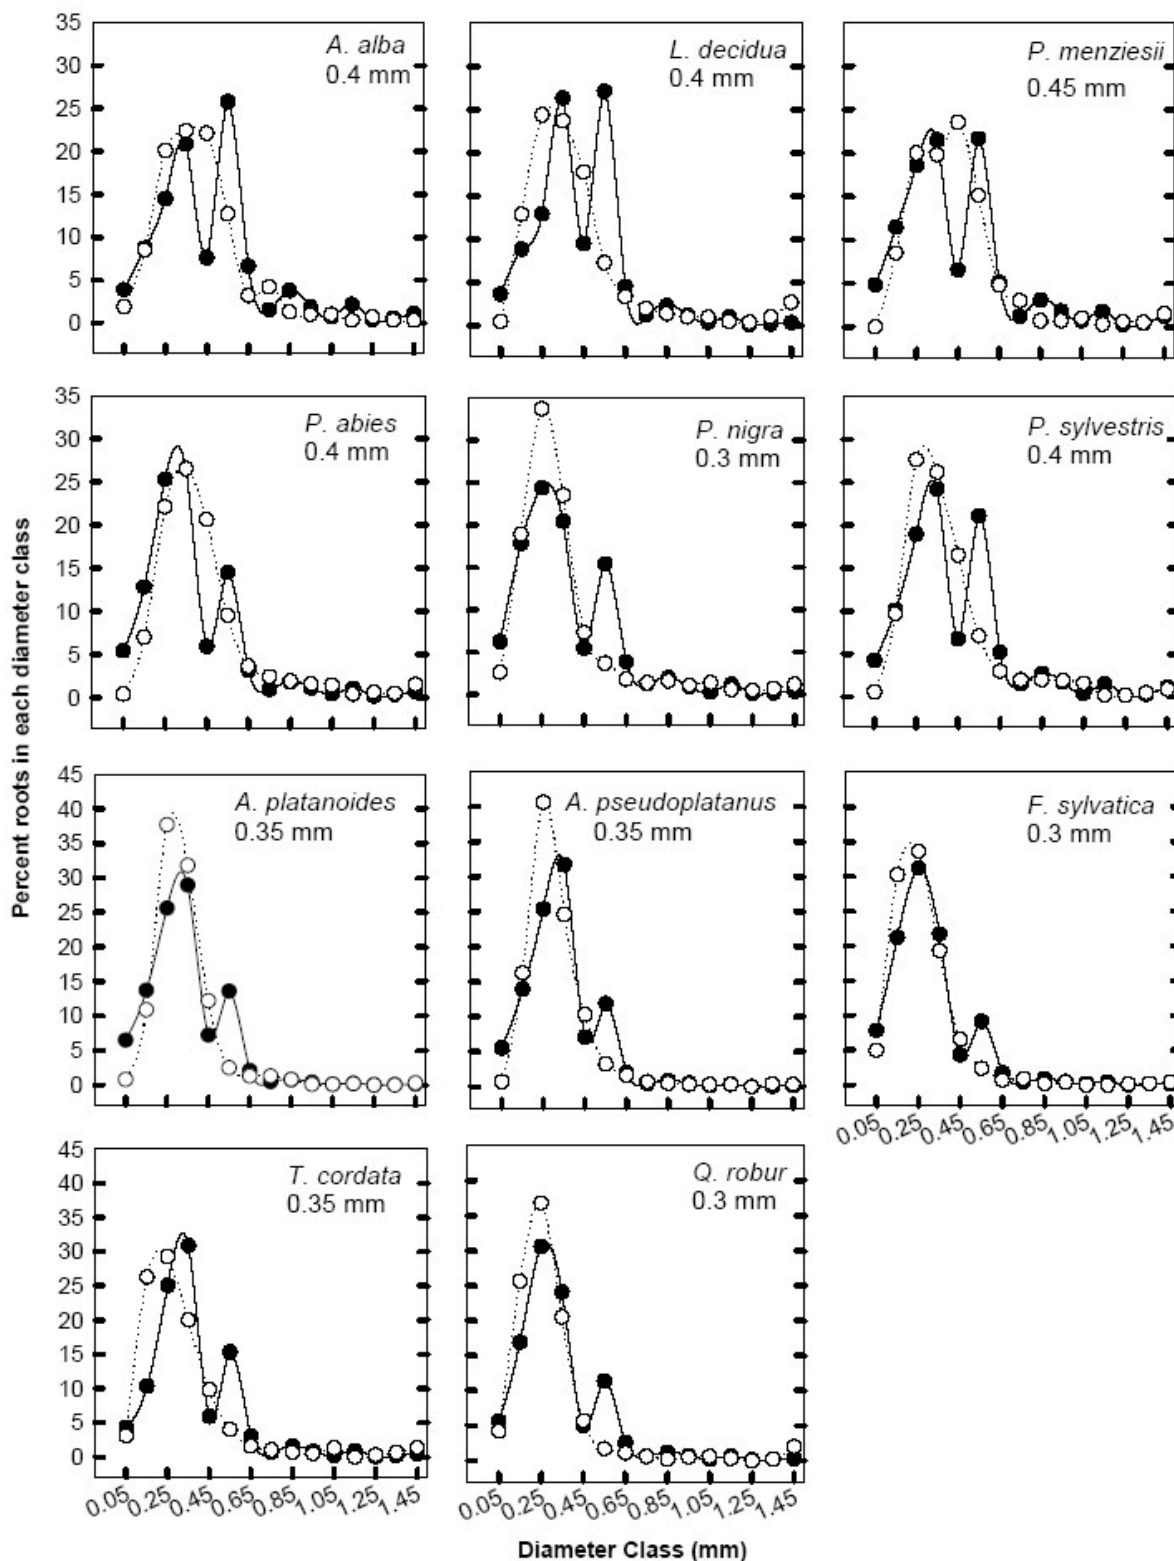 35
30
25
20
15
10
5
0
A. alba
0.4 mm
L. decidua
0.4 mm
P. menziesii
0.45 mm
35
30
25
20
15
10
5
0
P. abies
0.4 mm
P. nigra
0.3 mm
P. sylvestris
0.4 mm
Percent roots in each diameter class
45
40
35
30
25
20
15
10
5
0
A. platanoides
0.35 mm
A. pseudoplatanus
0.35 mm
F. sylvatica
0.3 mm
0.05 0.25 0.45 0.65 0.85 1.05 1.25 1.45
45
40
35
30
25
20
15
10
5
0
T. cordata
0.35 mm
Q. robur
0.3 mm
0.05 0.25 0.45 0.65 0.85 1.05 1.25 1.45
0.05 0.25 0.45 0.65 0.85 1.05 1.25 1.45
Diameter Class (mm)